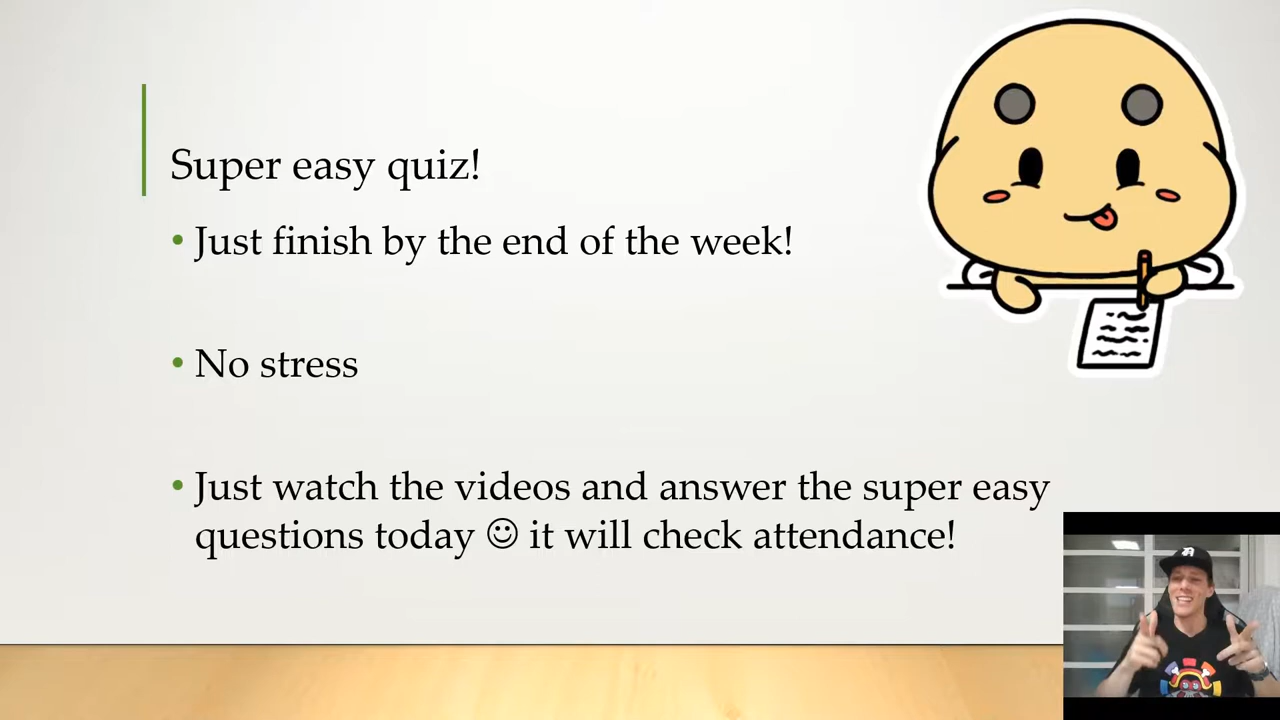 Super easy quiz!
• Just finish by the end of the week!
• No stress
• Just watch the videos and answer the super easy
questions today ☺ it will check attendance!